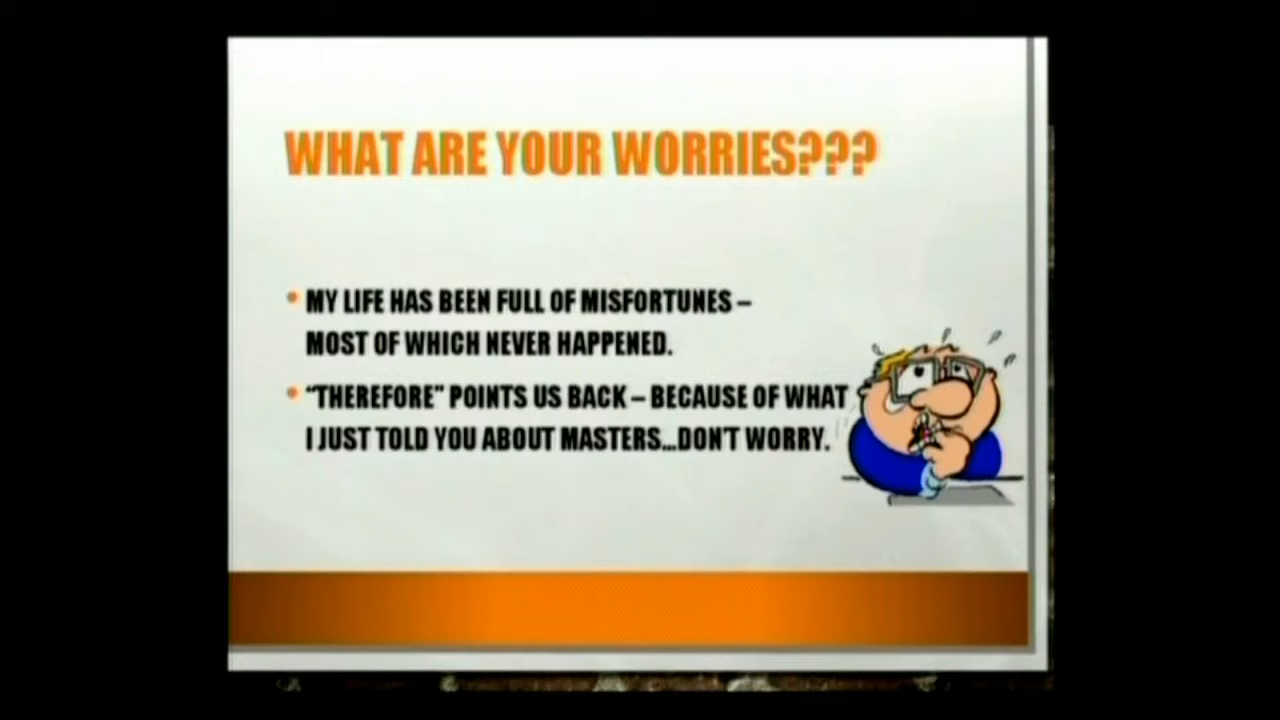 WHAT ARE YOUR WORRIES???
• MY LIFE HAS BEEN FULL OF MISFORTUNES –
MOST OF WHICH NEVER HAPPENED.
• “THEREFORE” POINTS US BACK – BECAUSE OF WHAT
I JUST TOLD YOU ABOUT MASTERS...DON'T WORRY.